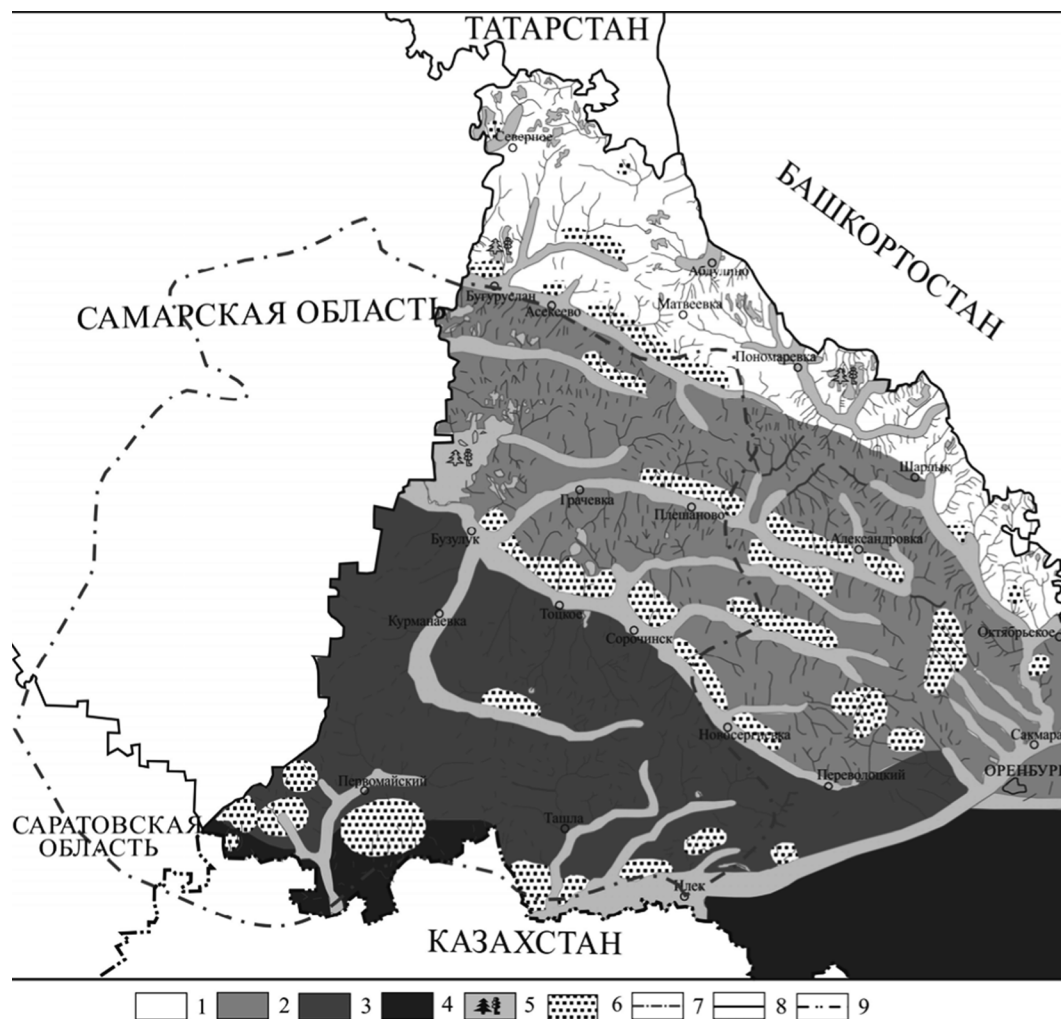 ТАТАРСТАН
Северное
БАШКОРТОСТАН
Абдулино
Бугуруслан
САМАРСКАЯ ОБЛАСТЬ
Асекеево
Матвеевка
Пономаревка
Шарлык
Грачевка
Плешаново
Бузулук
Александровка
Тоцкое
Курманаевка
Сорочинск
Октябрьское
Новосергиевка
Сакмара
Переволоцкий
ОРЕНБУРГ
Первомайский
САРАТОВСКАЯ
ОБЛАСТЬ
Ташла
Илек
КАЗАХСТАН
1 2 3 4 5 6 7 8 9